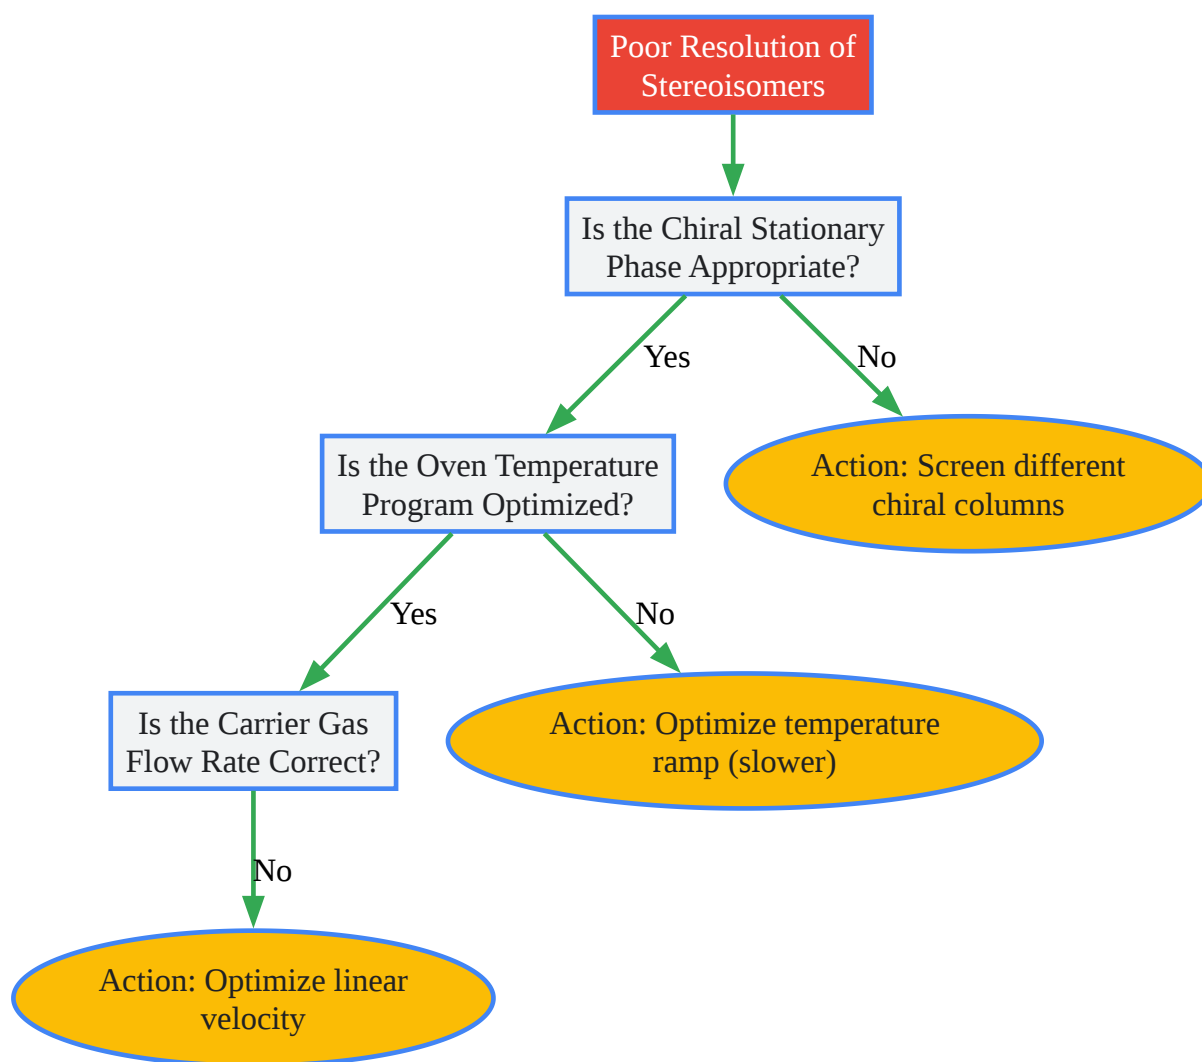 Poor Resolution of
Stereoisomers
Is the Chiral Stationary
Phase Appropriate?
Yes
No
Is the Oven Temperature
Program Optimized?
Action: Screen different
chiral columns
Yes
No
Is the Carrier Gas
Flow Rate Correct?
Action: Optimize temperature
ramp (slower)
No
Action: Optimize linear
velocity